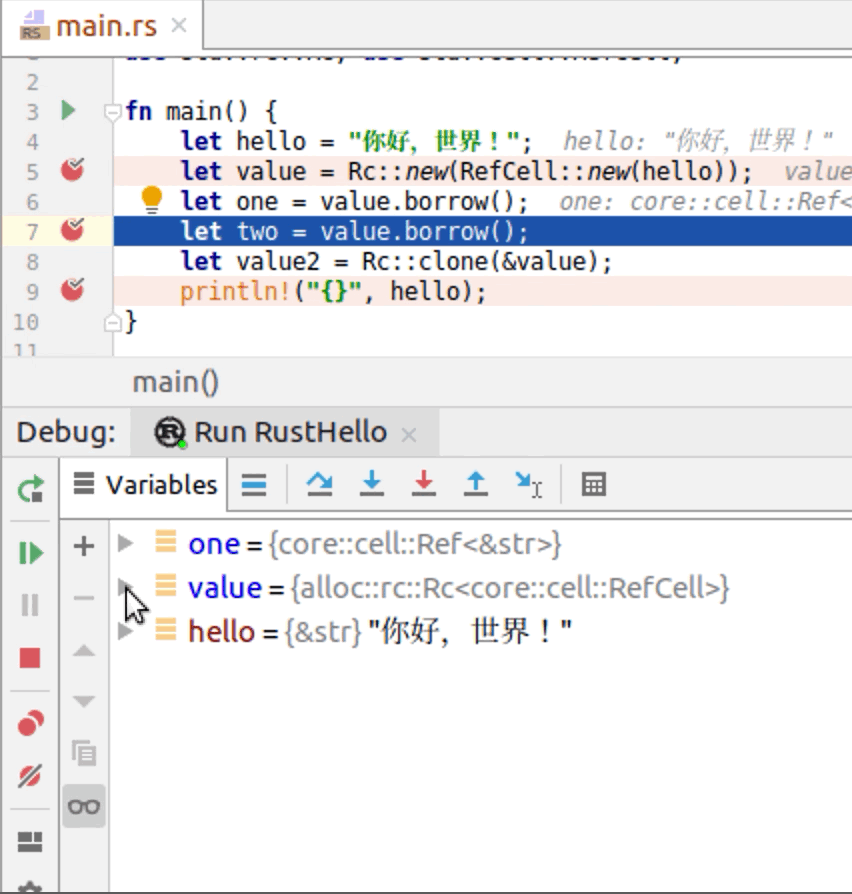 main.rs
2
3 fn main() {
4 let hello = "你好，世界！"; hello: "你好，世界！"
5 let value = Rc::new(RefCell::new(hello)); value
6 let one = value.borrow(); one: core::cell::Ref<
7 let two = value.borrow();
8 let value2 = Rc::clone(&value);
9 println!("{}", hello);
10 }
11
main()
Debug: Run RustHello
Variables
one = {core::cell::Ref<&str>}
value = {alloc::rc::Rc<core::cell::RefCell>}
hello = {&str} "你好，世界！"